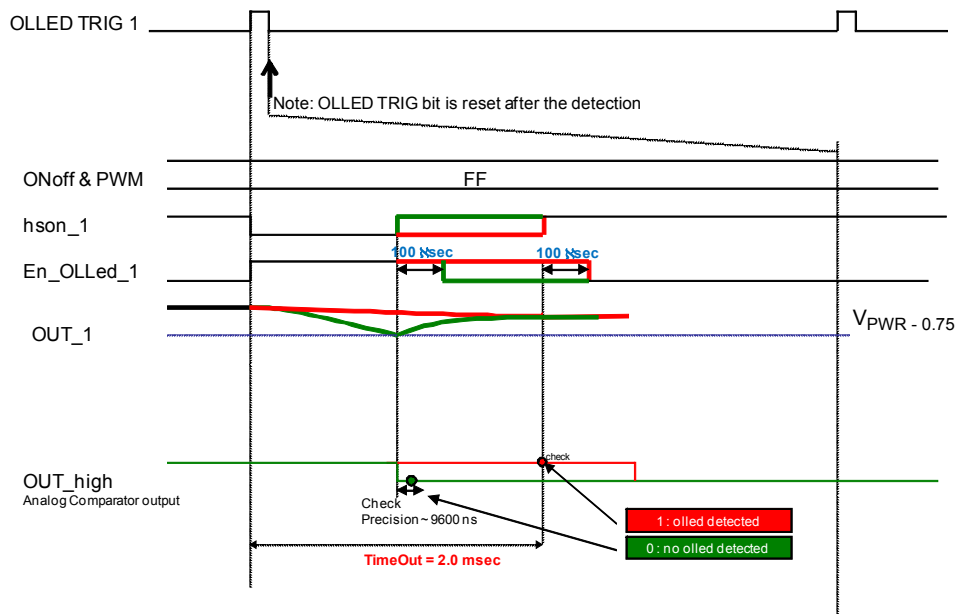 OLLED TRIG 1
Note: OLLED TRIG bit is reset after the detection
ONoff & PWM
FF
hson_1
100 μsec
100 μsec
En_OLLed_1
OUT_1
VPWR - 0.75
check
OUT_high
Analog Comparator output
Check
Precision ~ 9600 ns
1 : olled detected
0 : no olled detected
TimeOut = 2.0 msec